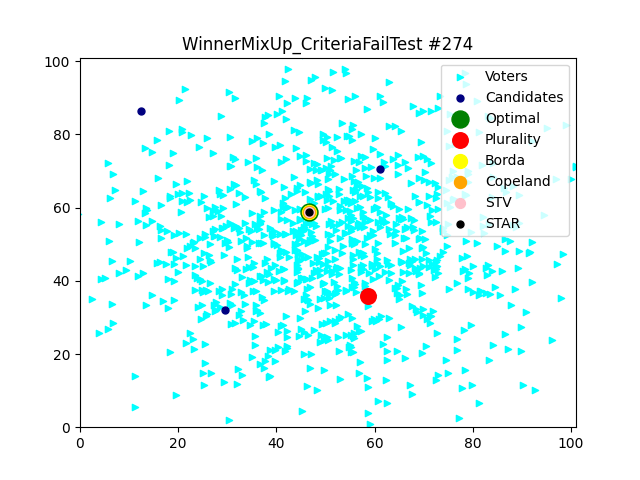 WinnerMixUp_CriteriaFailTest #274
100
80
60
40
20
0
0 20 40 60 80 100
Voters
Candidates
Optimal
Plurality
Borda
Copeland
STV
STAR